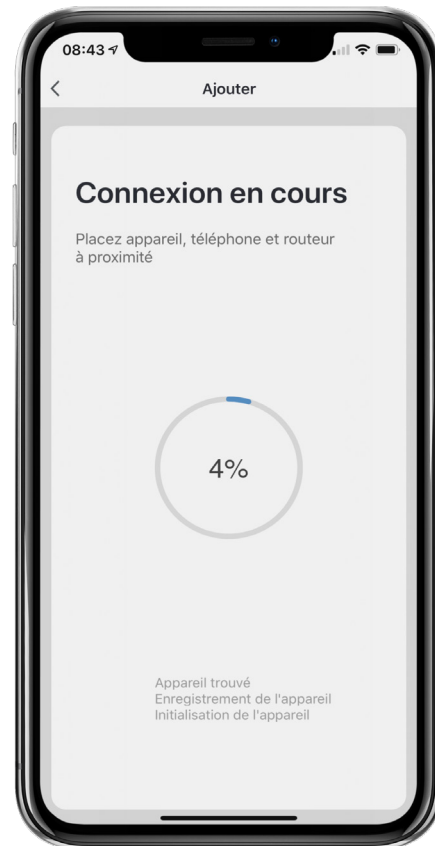 08:43
Ajouter
Connexion en cours
Placez appareil, téléphone et routeur
à proximité
4%
Appareil trouvé
Enregistrement de l'appareil
Initialisation de l'appareil